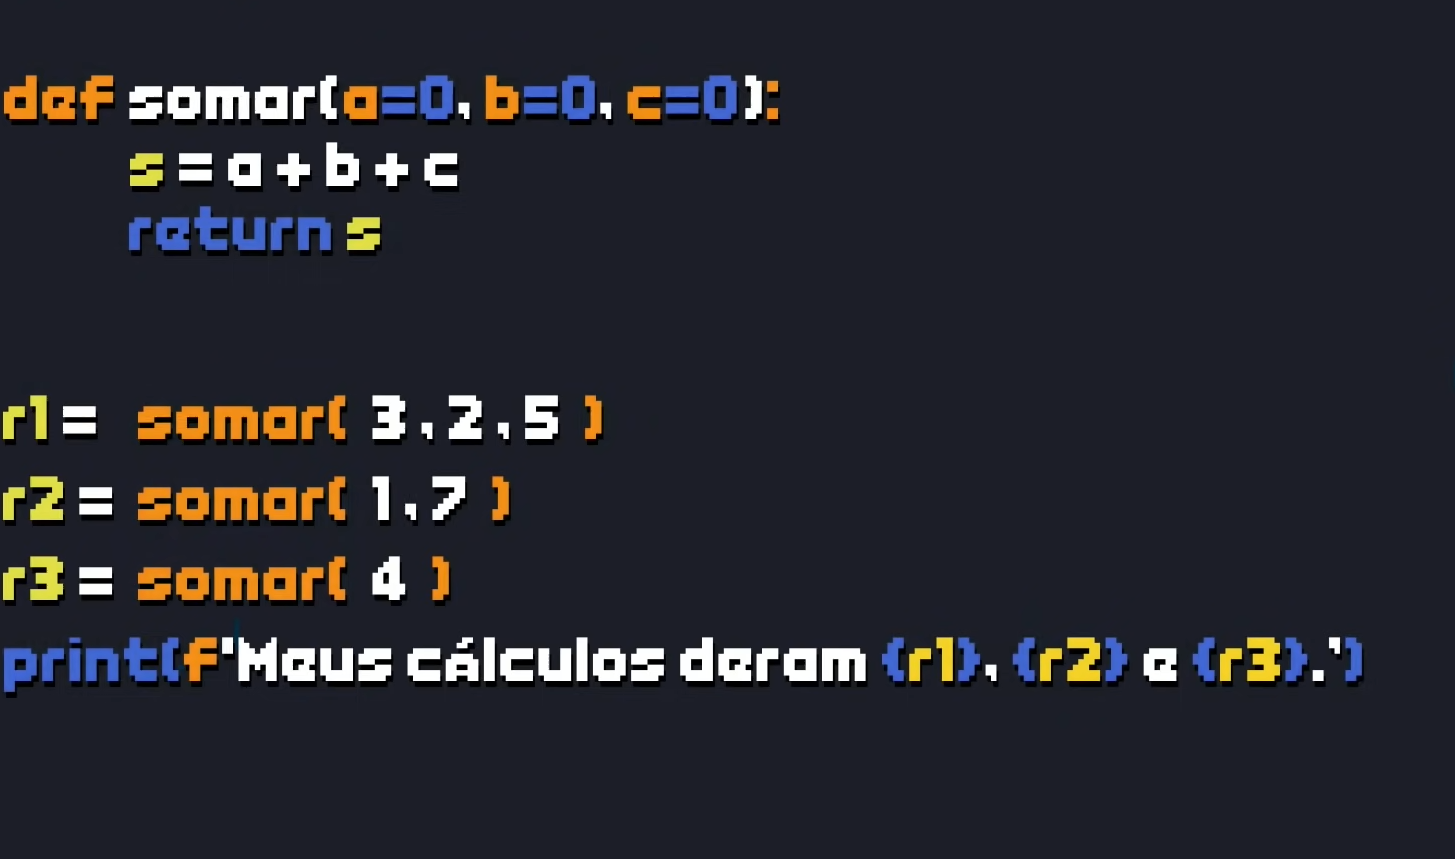 def somar(a=0, b=0, c=0):
s = a + b + c
return s
r1 = somar( 3 , 2 , 5 )
r2 = somar( 1 , 7 )
r3 = somar( 4 )
print(f'Meus cálculos deram {r1}, {r2} e {r3}.')